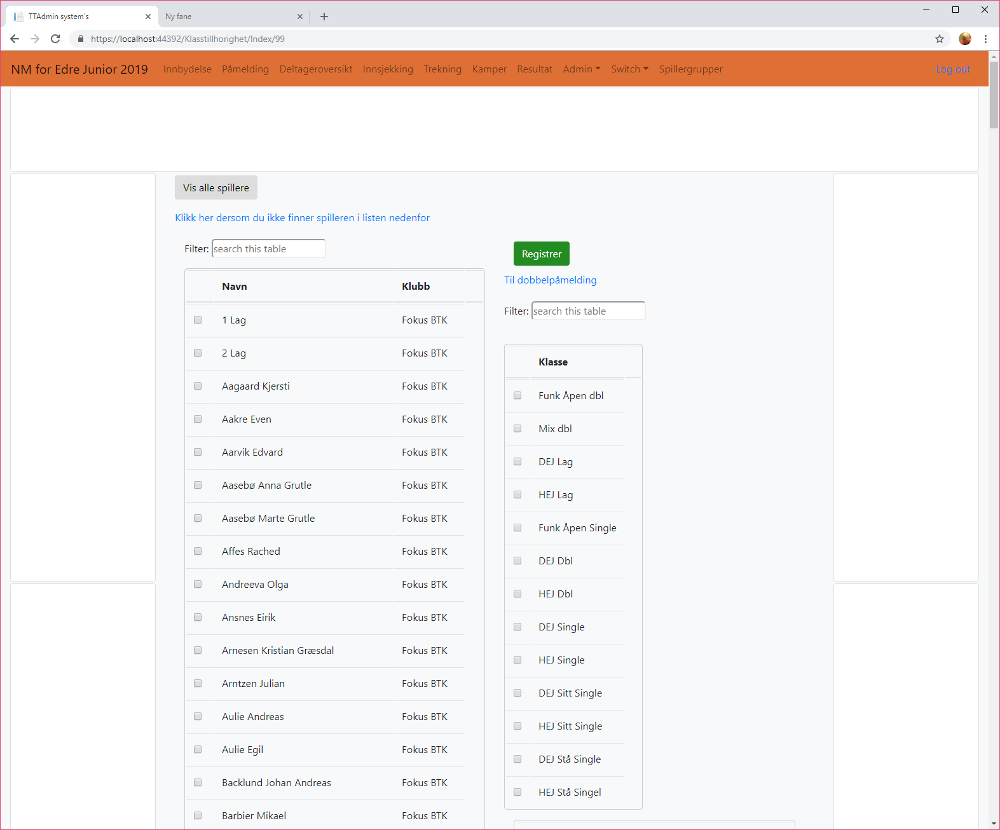 TTAdmin system's
Ny fane
https://localhost:44392/Klasstillhorighet/Index/99
NM for Edre Junior 2019 Innbydelse Påmelding Deltageroversikt Innsjekking Trekning Kamper Resultat Admin Switch Spillergrupper Log out
Vis alle spillere
Klikk her dersom du ikke finner spilleren i listen nedenfor
Filter: search this table
Navn Klubb
1 Lag Fokus BTK
2 Lag Fokus BTK
Aagaard Kjersti Fokus BTK
Aakre Even Fokus BTK
Aarvik Edvard Fokus BTK
Aasebø Anna Grutle Fokus BTK
Aasebø Marte Grutle Fokus BTK
Affes Rached Fokus BTK
Andreeva Olga Fokus BTK
Ansnes Eirik Fokus BTK
Arnesen Kristian Græsdal Fokus BTK
Arntzen Julian Fokus BTK
Aulie Andreas Fokus BTK
Aulie Egil Fokus BTK
Backlund Johan Andreas Fokus BTK
Barbier Mikael Fokus BTK
Registrer
Til dobbelpåmelding
Filter: search this table
Klasse
Funk Åpen dbl
Mix dbl
DEJ Lag
HEJ Lag
Funk Åpen Single
DEJ Dbl
HEJ Dbl
DEJ Single
HEJ Single
DEJ Sitt Single
HEJ Sitt Single
DEJ Stå Single
HEJ Stå Singel